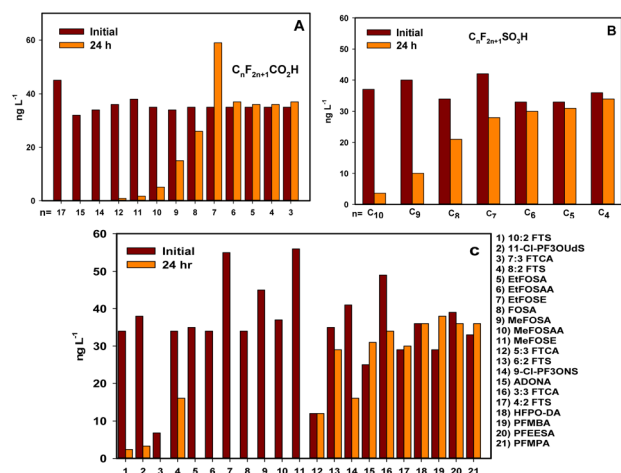 A
Initial
24 h
CnF2n+1CO2H
ng L-1
60
40
20
0
n= 17 15 14 12 11 10 9 8 7 6 5 4 3
B
Initial
24 h
CnF2n+1SO3H
ng L-1
60
50
40
30
20
10
0
n= C10 C9 C8 C7 C6 C5 C4
C
Initial
24 hr
ng L-1
60
50
40
30
20
10
0
1 2 3 4 5 6 7 8 9 10 11 12 13 14 15 16 17 18 19 20 21
1) 10:2 FTS
2) 11-Cl-PF3OUdS
3) 7:3 FTCA
4) 8:2 FTS
5) EtFOSA
6) EtFOSAA
7) EtFOSE
8) FOSA
9) MeFOSA
10) MeFOSAA
11) MeFOSE
12) 5:3 FTCA
13) 6:2 FTS
14) 9-Cl-PF3ONS
15) ADONA
16) 3:3 FTCA
17) 4:2 FTS
18) HFPO-DA
19) PFMBA
20) PFEESA
21) PFMPA